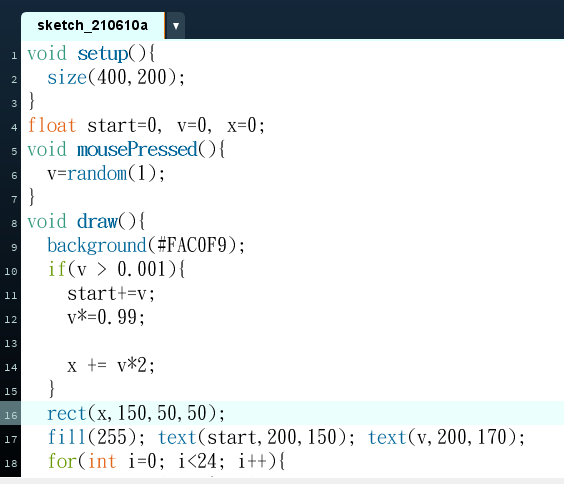 sketch_210610a ▼
1 void setup(){
2 size(400,200);
3 }
4 float start=0, v=0, x=0;
5 void mousePressed(){
6 v=random(1);
7 }
8 void draw(){
9 background(#FAC0F9);
10 if(v > 0.001){
11 start+=v;
12 v*=0.99;
13
14 x += v*2;
15 }
16 rect(x,150,50,50);
17 fill(255); text(start,200,150); text(v,200,170);
18 for(int i=0; i<24; i++){